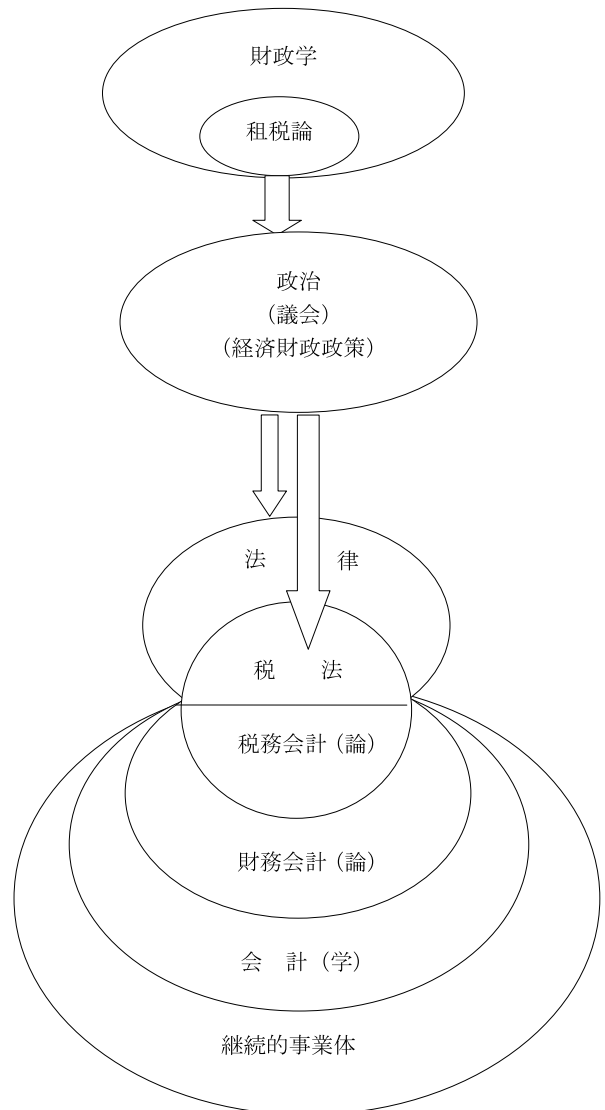 財政学
租税論
政治
(議会)
(経済財政政策)
法　律
税　法
税務会計(論)
財務会計(論)
会　計(学)
継続的事業体